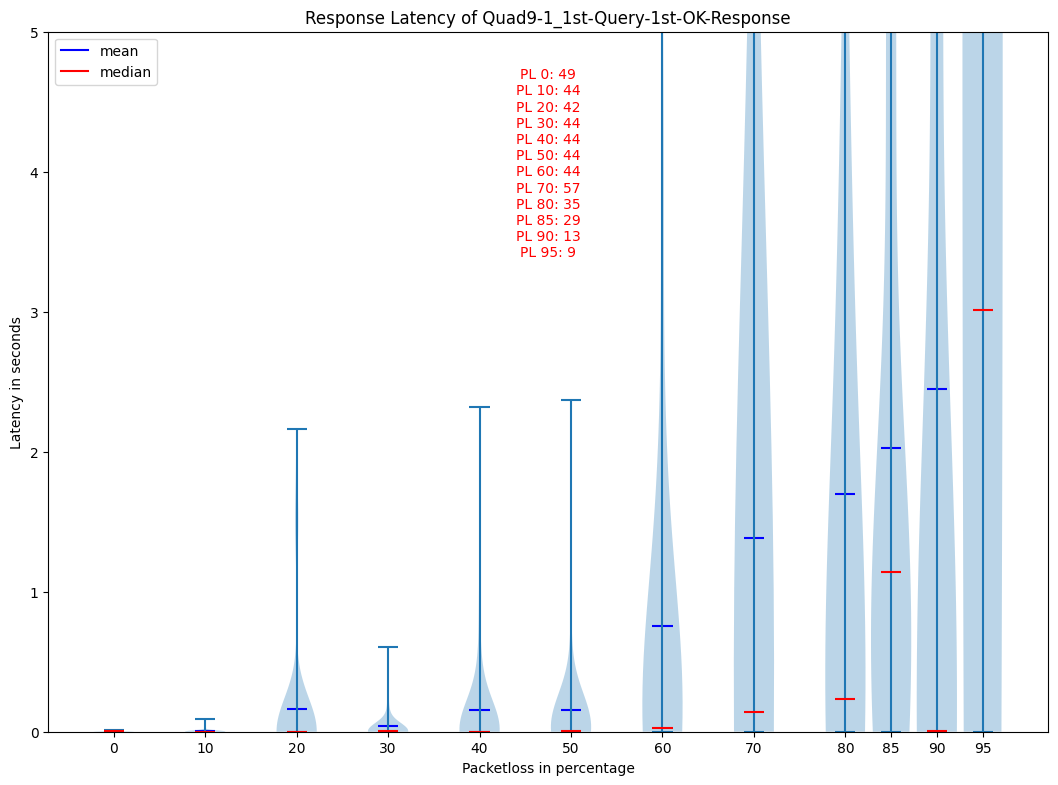 Response Latency of Quad9-1_1st-Query-1st-OK-Response
mean
median
PL 0: 49
PL 10: 44
PL 20: 42
PL 30: 44
PL 40: 44
PL 50: 44
PL 60: 44
PL 70: 57
PL 80: 35
PL 85: 29
PL 90: 13
PL 95: 9
Latency in seconds
5
4
3
2
1
0
0 10 20 30 40 50 60 70 80 85 90 95
Packetloss in percentage